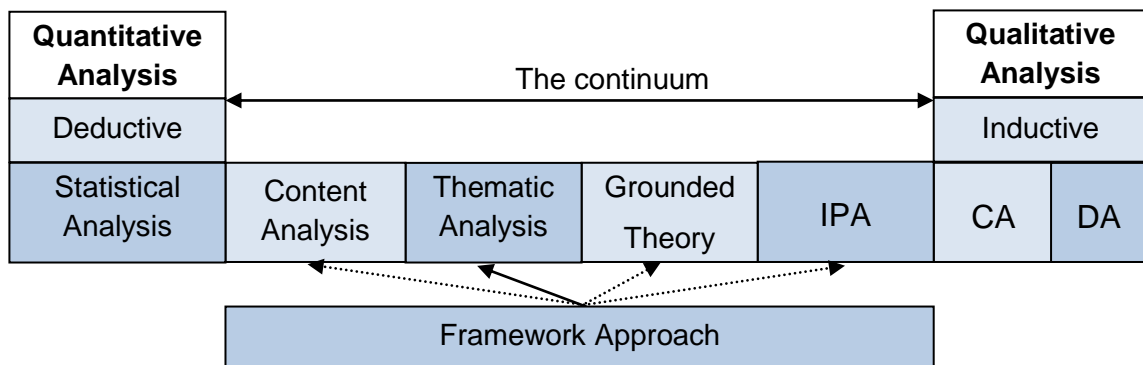 Quantitative
Analysis
Qualitative
Analysis
The continuum
Deductive
Inductive
Statistical
Analysis
Content
Analysis
Thematic
Analysis
Grounded
Theory
IPA
CA
DA
Framework Approach